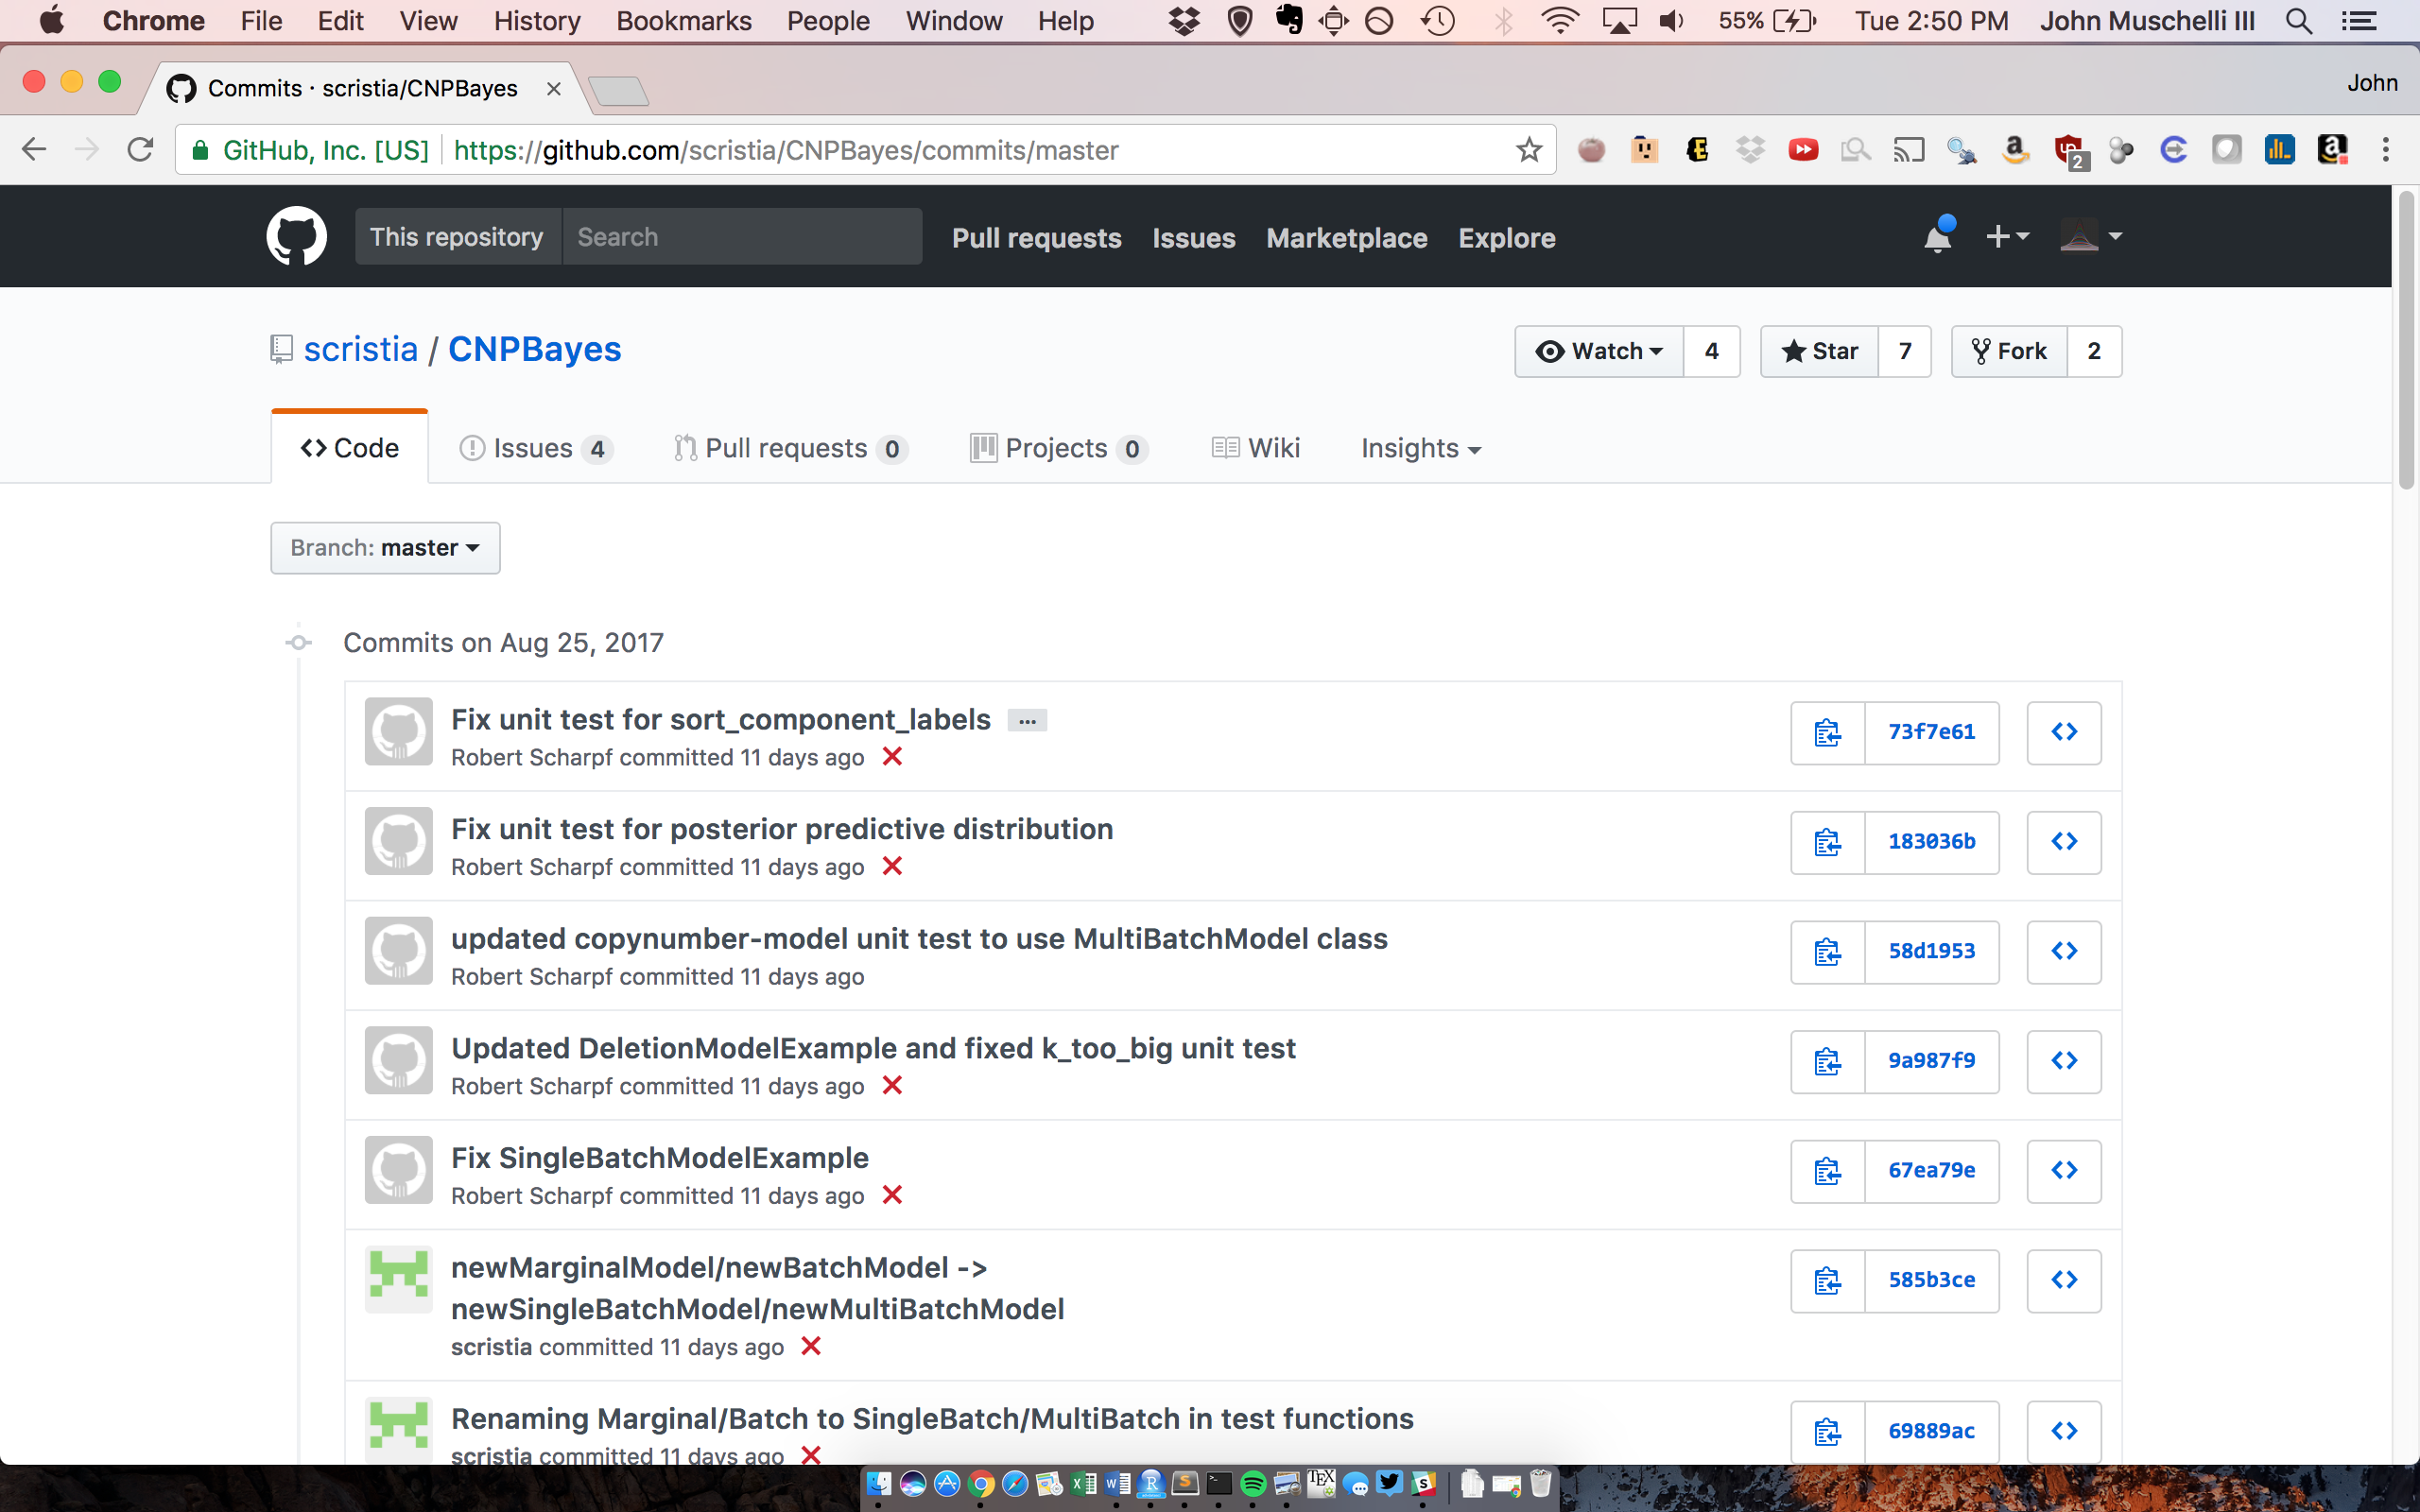 Chrome File Edit View History Bookmarks People Window Help 55% Tue 2:50 PM John Muschelli III
Commits · scristia/CNPBayes John
GitHub, Inc. [US] https://github.com/scristia/CNPBayes/commits/master 2
This repository Search Pull requests Issues Marketplace Explore
scristia / CNPBayes Watch 4 Star 7 Fork 2
Code Issues 4 Pull requests 0 Projects 0 Wiki Insights
Branch: master
Commits on Aug 25, 2017
Fix unit test for sort_component_labels … 73f7e61
Robert Scharpf committed 11 days ago
Fix unit test for posterior predictive distribution 183036b
Robert Scharpf committed 11 days ago
updated copynumber-model unit test to use MultiBatchModel class 58d1953
Robert Scharpf committed 11 days ago
Updated DeletionModelExample and fixed k_too_big unit test 9a987f9
Robert Scharpf committed 11 days ago
Fix SingleBatchModelExample 67ea79e
Robert Scharpf committed 11 days ago
newMarginalModel/newBatchModel -> 585b3ce
newSingleBatchModel/newMultiBatchModel
scristia committed 11 days ago
Renaming Marginal/Batch to SingleBatch/MultiBatch in test functions 69889ac
scristia committed 11 days ago